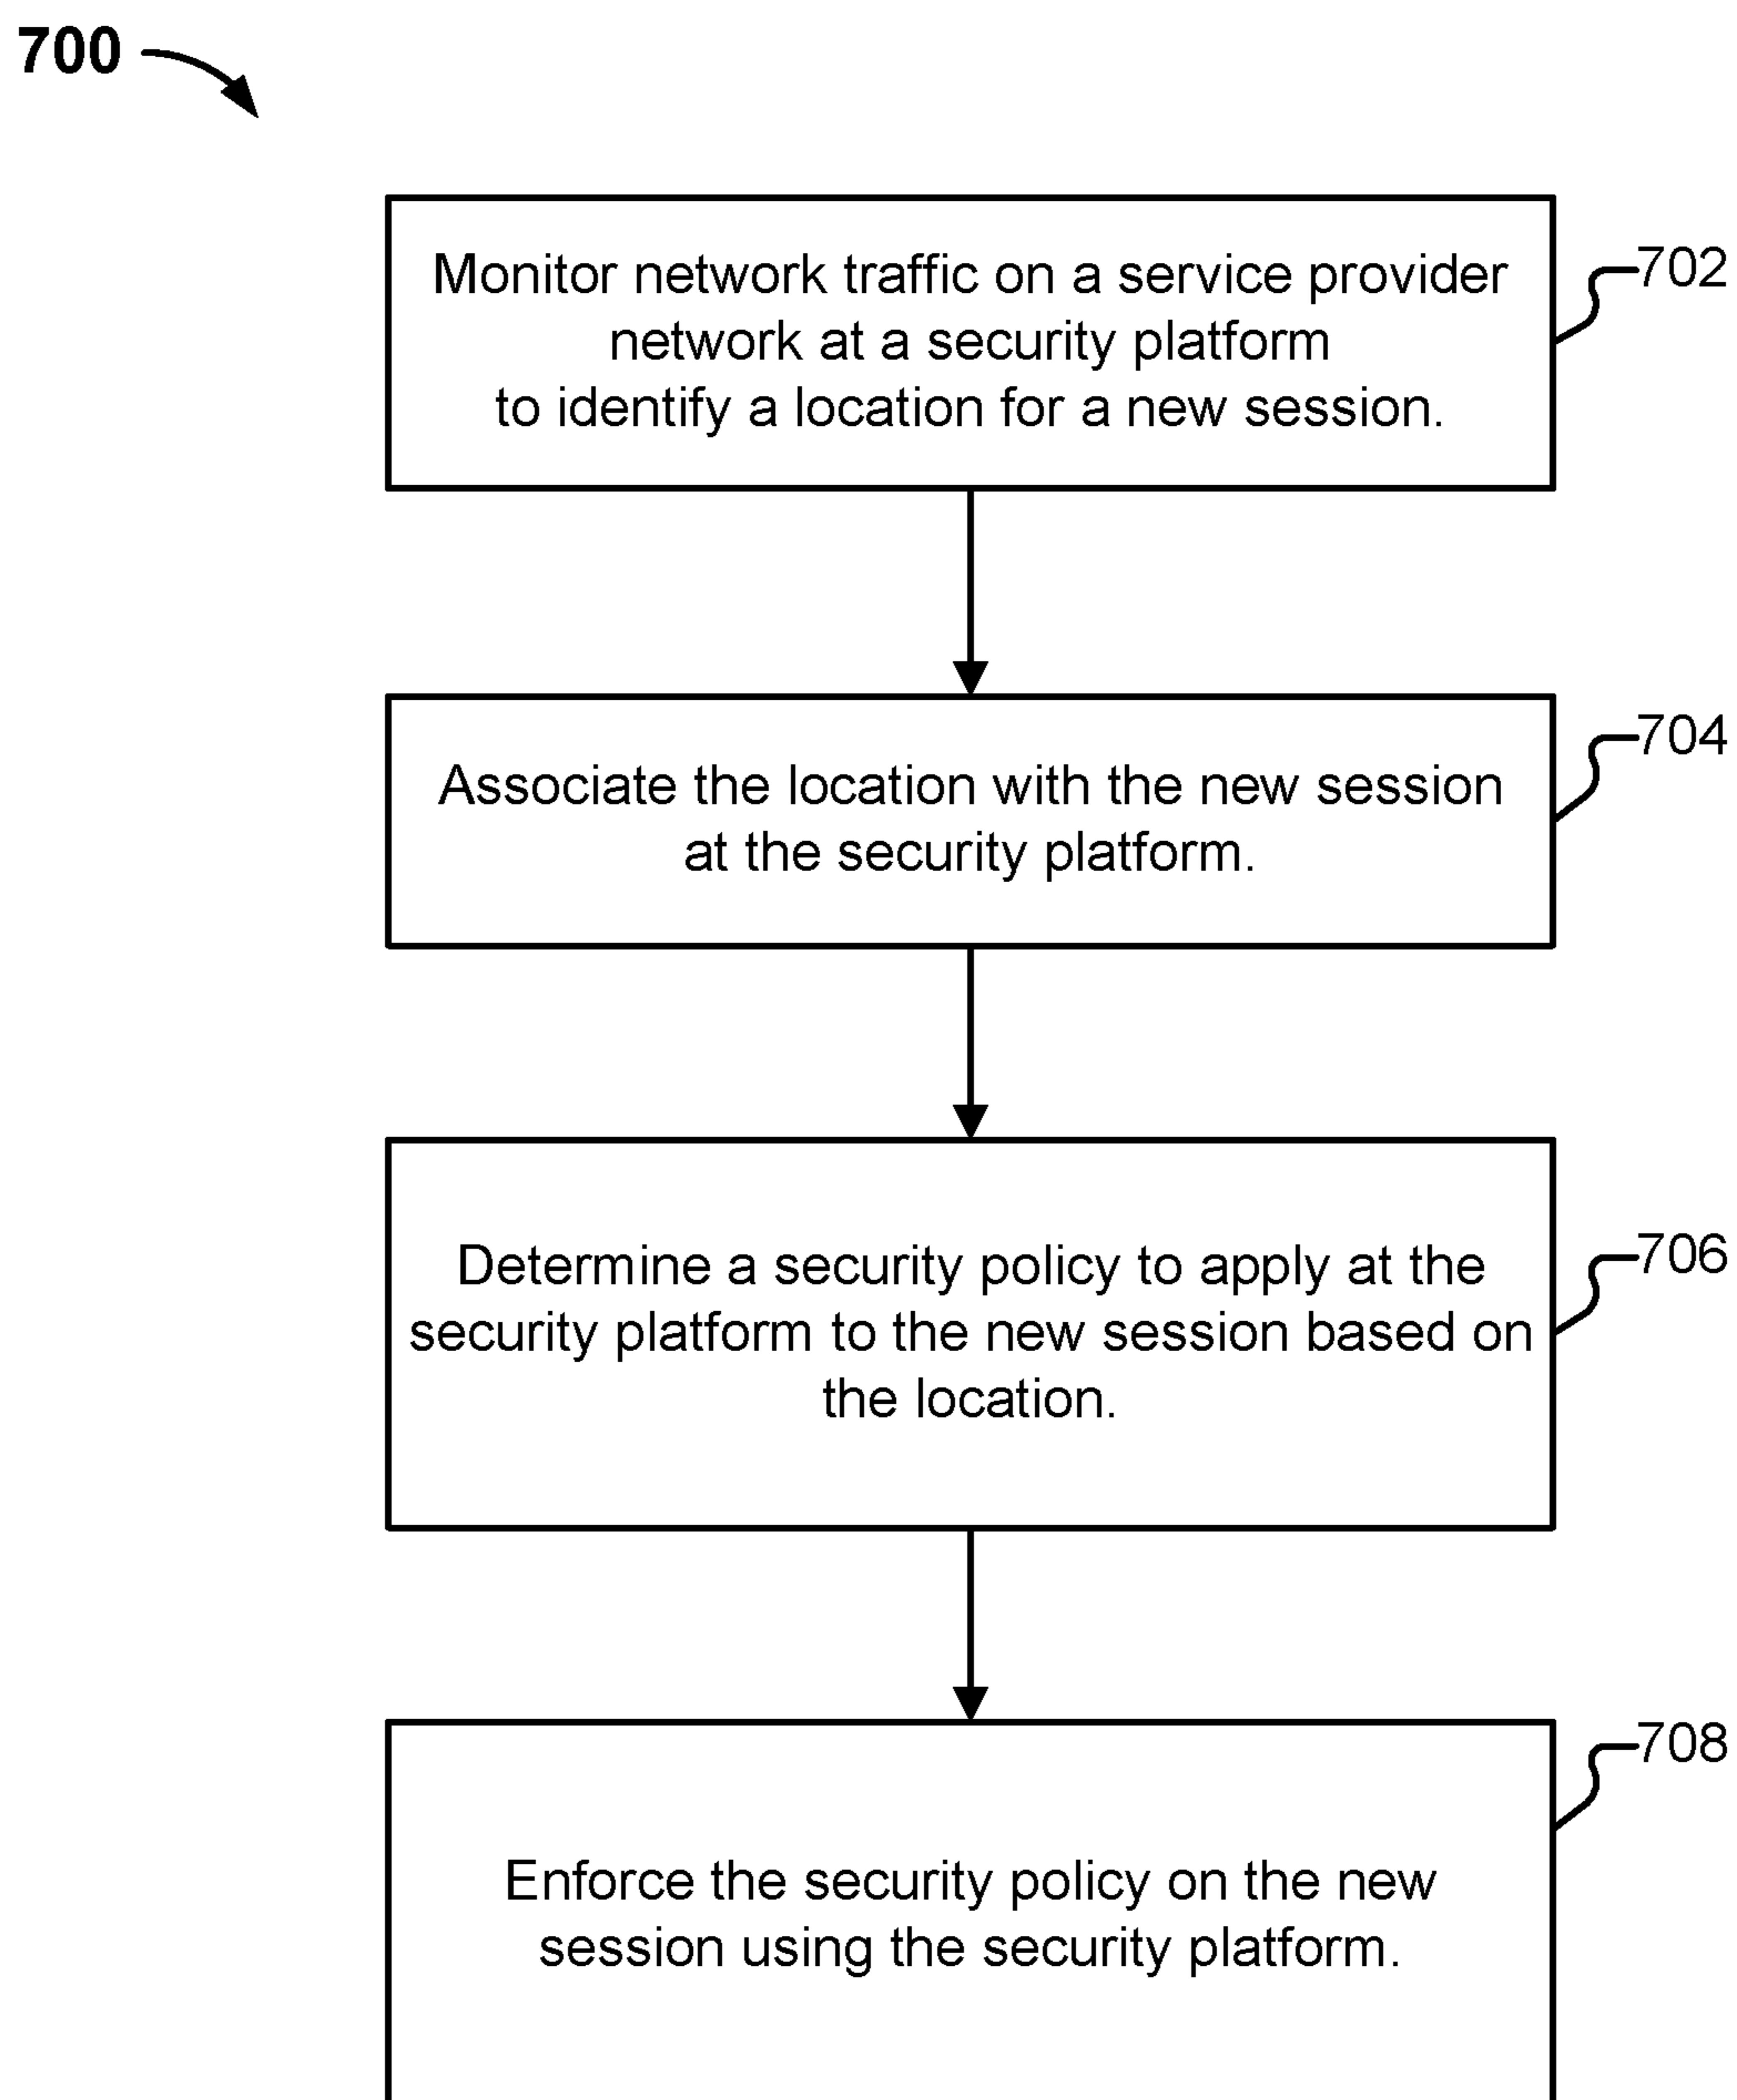 700
Monitor network traffic on a service provider
network at a security platform
to identify a location for a new session.
702
Associate the location with the new session
at the security platform.
704
Determine a security policy to apply at the
security platform to the new session based on
the location.
706
Enforce the security policy on the new
session using the security platform.
708